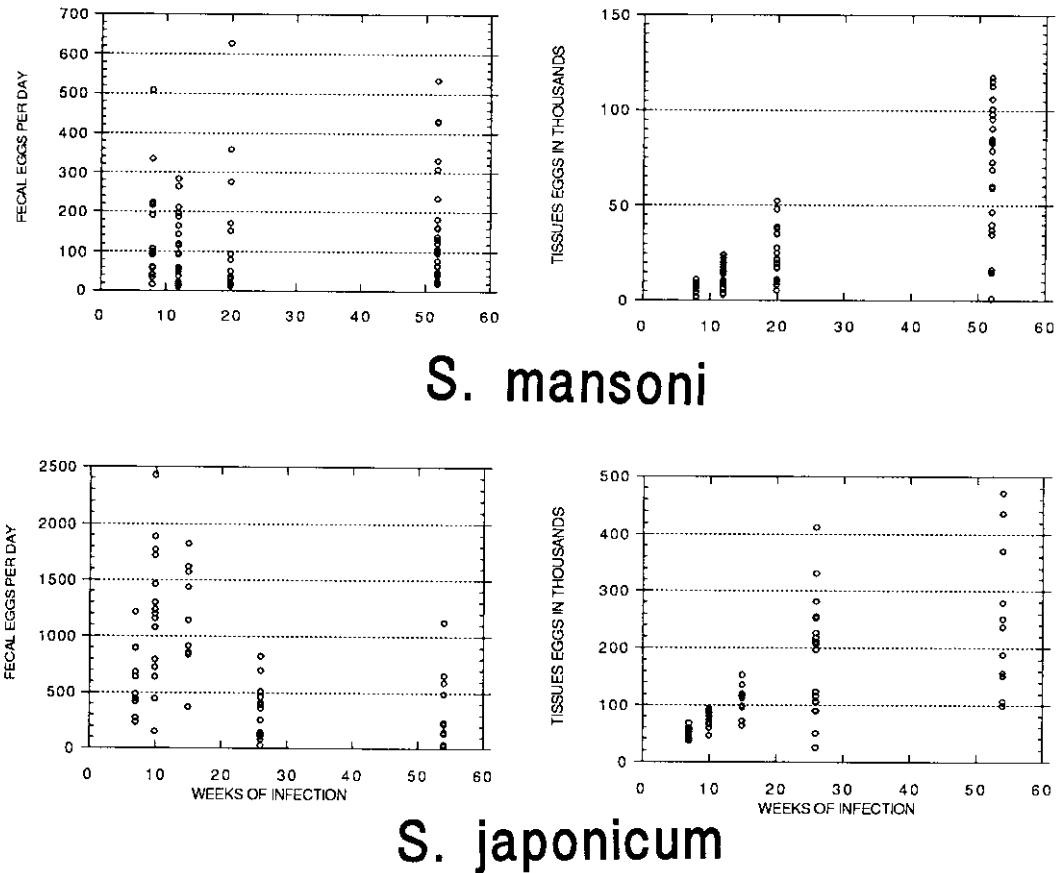 FECAL EGGS PER DAY
700
600
500
400
300
200
100
0
0 10 20 30 40 50 60
TISSUES EGGS IN THOUSANDS
150
100
50
0
0 10 20 30 40 50 60
S. mansoni
FECAL EGGS PER DAY
2500
2000
1500
1000
500
0
0 10 20 30 40 50 60
WEEKS OF INFECTION
TISSUES EGGS IN THOUSANDS
500
400
300
200
100
0
0 10 20 30 40 50 60
WEEKS OF INFECTION
S. japonicum